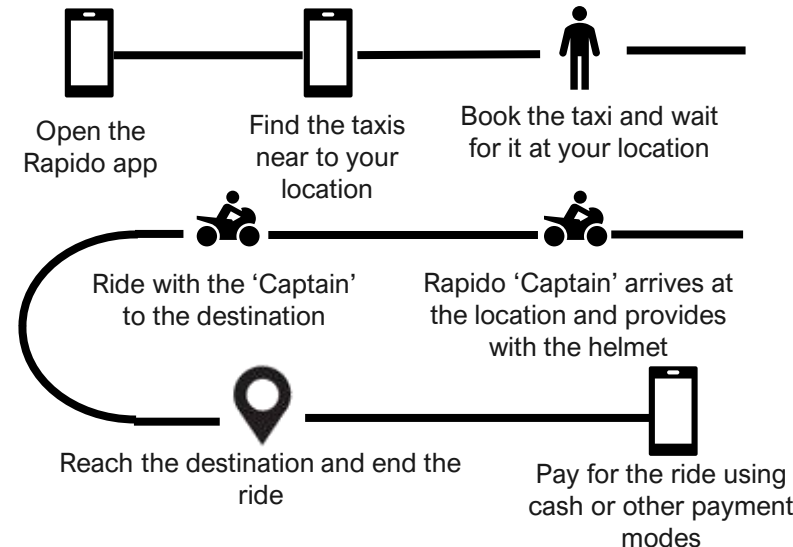 Open the
Rapido app
Find the taxis
near to your
location
Book the taxi and wait
for it at your location
Rapido ‘Captain’ arrives at
the location and provides
with the helmet
Ride with the ‘Captain’
to the destination
Reach the destination and end the
ride
Pay for the ride using
cash or other payment
modes